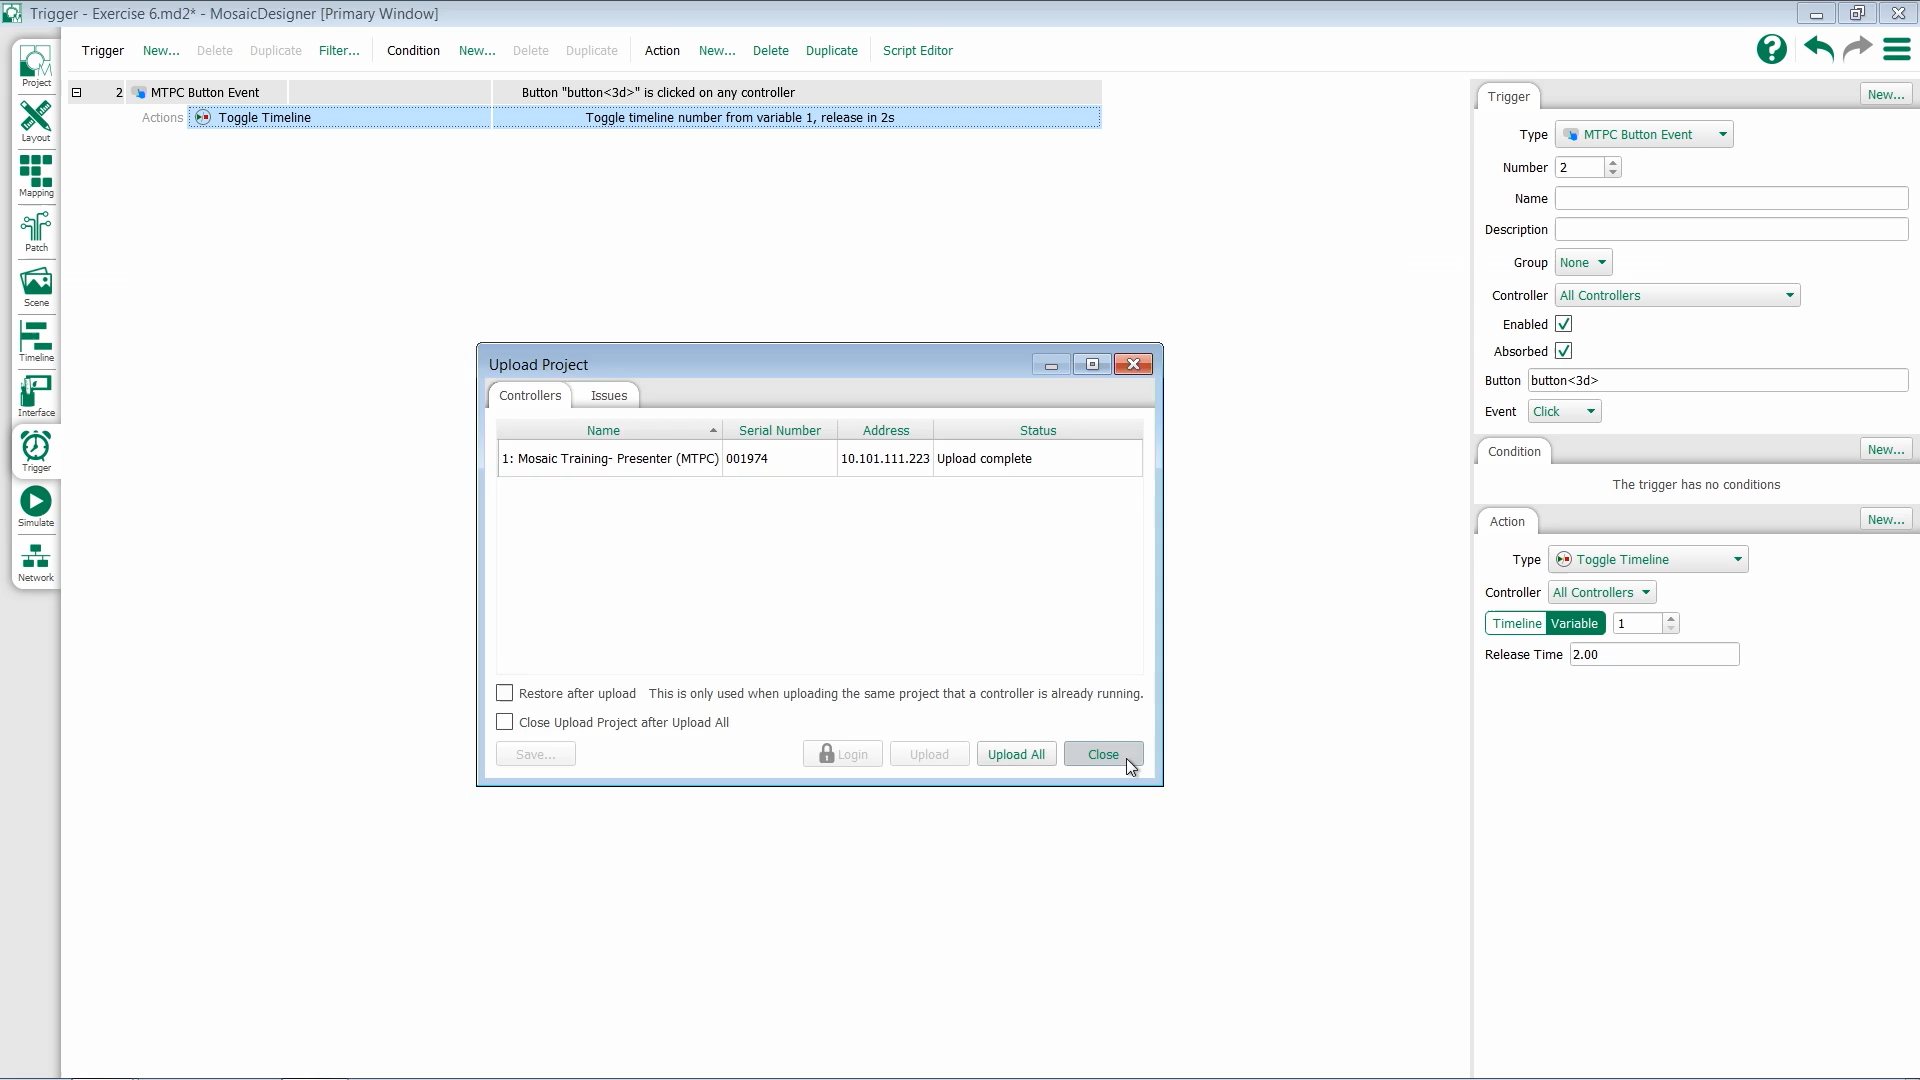 Trigger - Exercise 6.md2* - MosaicDesigner [Primary Window]
Trigger New... Delete Duplicate Filter... Condition New... Delete Duplicate Action New... Delete Duplicate Script Editor
Project
Layout
Mapping
Patch
Scene
Timeline
Interface
Trigger
Simulate
Network
2 MTPC Button Event Button "button<3d>" is clicked on any controller
Actions Toggle Timeline Toggle timeline number from variable 1, release in 2s
Upload Project
Controllers Issues
Name Serial Number Address Status
1: Mosaic Training- Presenter (MTPC) 001974 10.101.111.223 Upload complete
Restore after upload This is only used when uploading the same project that a controller is already running.
Close Upload Project after Upload All
Save... Login Upload Upload All Close
Trigger New...
Type MTPC Button Event
Number 2
Name
Description
Group None
Controller All Controllers
Enabled
Absorbed
Button button<3d>
Event Click
Condition New...
The trigger has no conditions
Action New...
Type Toggle Timeline
Controller All Controllers
Timeline Variable 1
Release Time 2.00